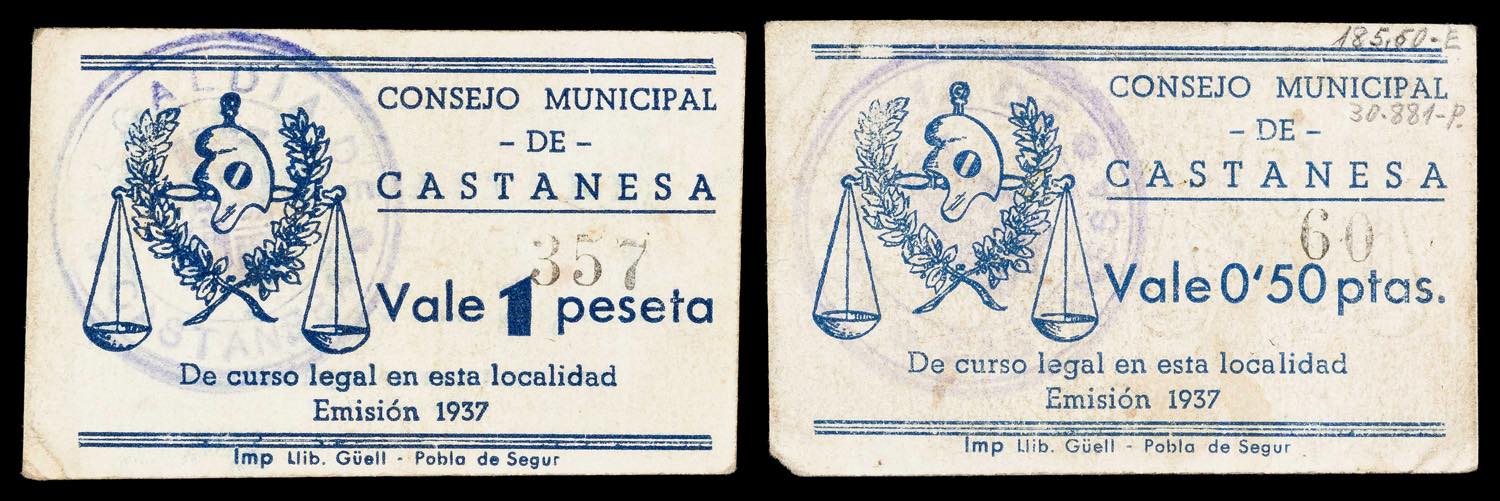 CONSEJO MUNICIPAL
- DE -
CASTANESA
357
Vale 1 peseta
De curso legal en esta localidad
Emisión 1937
Imp Llib. Güell - Pobla de Segur
185,60-E
CONSEJO MUNICIPAL
30.881-P.
- DE -
CASTANESA
60
Vale 0'50 ptas.
De curso legal en esta localidad
Emisión 1937
Imp Llib. Güell - Pobla de Segur